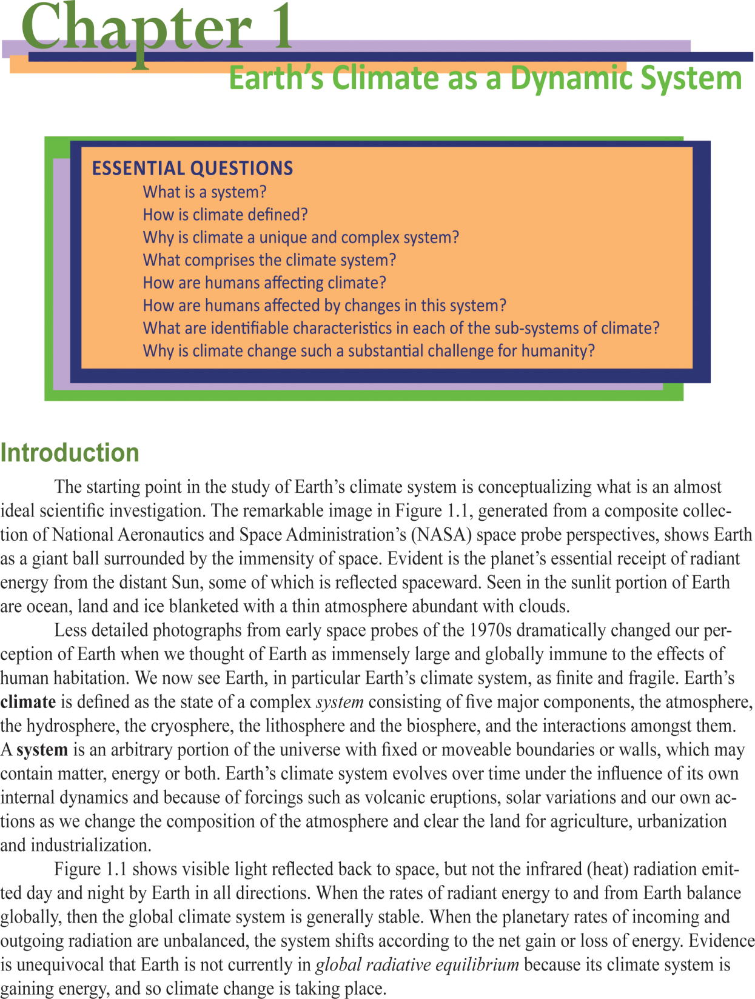 Chapter 1
Earth’s Climate as a Dynamic System
ESSENTIAL QUESTIONS
What is a system?
How is climate defined?
Why is climate a unique and complex system?
What comprises the climate system?
How are humans affecting climate?
How are humans affected by changes in this system?
What are identifiable characteristics in each of the sub-systems of climate?
Why is climate change such a substantial challenge for humanity?
Introduction
The starting point in the study of Earth’s climate system is conceptualizing what is an almost
ideal scientific investigation. The remarkable image in Figure 1.1, generated from a composite collec-
tion of National Aeronautics and Space Administration’s (NASA) space probe perspectives, shows Earth
as a giant ball surrounded by the immensity of space. Evident is the planet’s essential receipt of radiant
energy from the distant Sun, some of which is reflected spaceward. Seen in the sunlit portion of Earth
are ocean, land and ice blanketed with a thin atmosphere abundant with clouds.
Less detailed photographs from early space probes of the 1970s dramatically changed our per-
ception of Earth when we thought of Earth as immensely large and globally immune to the effects of
human habitation. We now see Earth, in particular Earth’s climate system, as finite and fragile. Earth’s
climate is defined as the state of a complex system consisting of five major components, the atmosphere,
the hydrosphere, the cryosphere, the lithosphere and the biosphere, and the interactions amongst them.
A system is an arbitrary portion of the universe with fixed or moveable boundaries or walls, which may
contain matter, energy or both. Earth’s climate system evolves over time under the influence of its own
internal dynamics and because of forcings such as volcanic eruptions, solar variations and our own ac-
tions as we change the composition of the atmosphere and clear the land for agriculture, urbanization
and industrialization.
Figure 1.1 shows visible light reflected back to space, but not the infrared (heat) radiation emit-
ted day and night by Earth in all directions. When the rates of radiant energy to and from Earth balance
globally, then the global climate system is generally stable. When the planetary rates of incoming and
outgoing radiation are unbalanced, the system shifts according to the net gain or loss of energy. Evidence
is unequivocal that Earth is not currently in global radiative equilibrium because its climate system is
gaining energy, and so climate change is taking place.